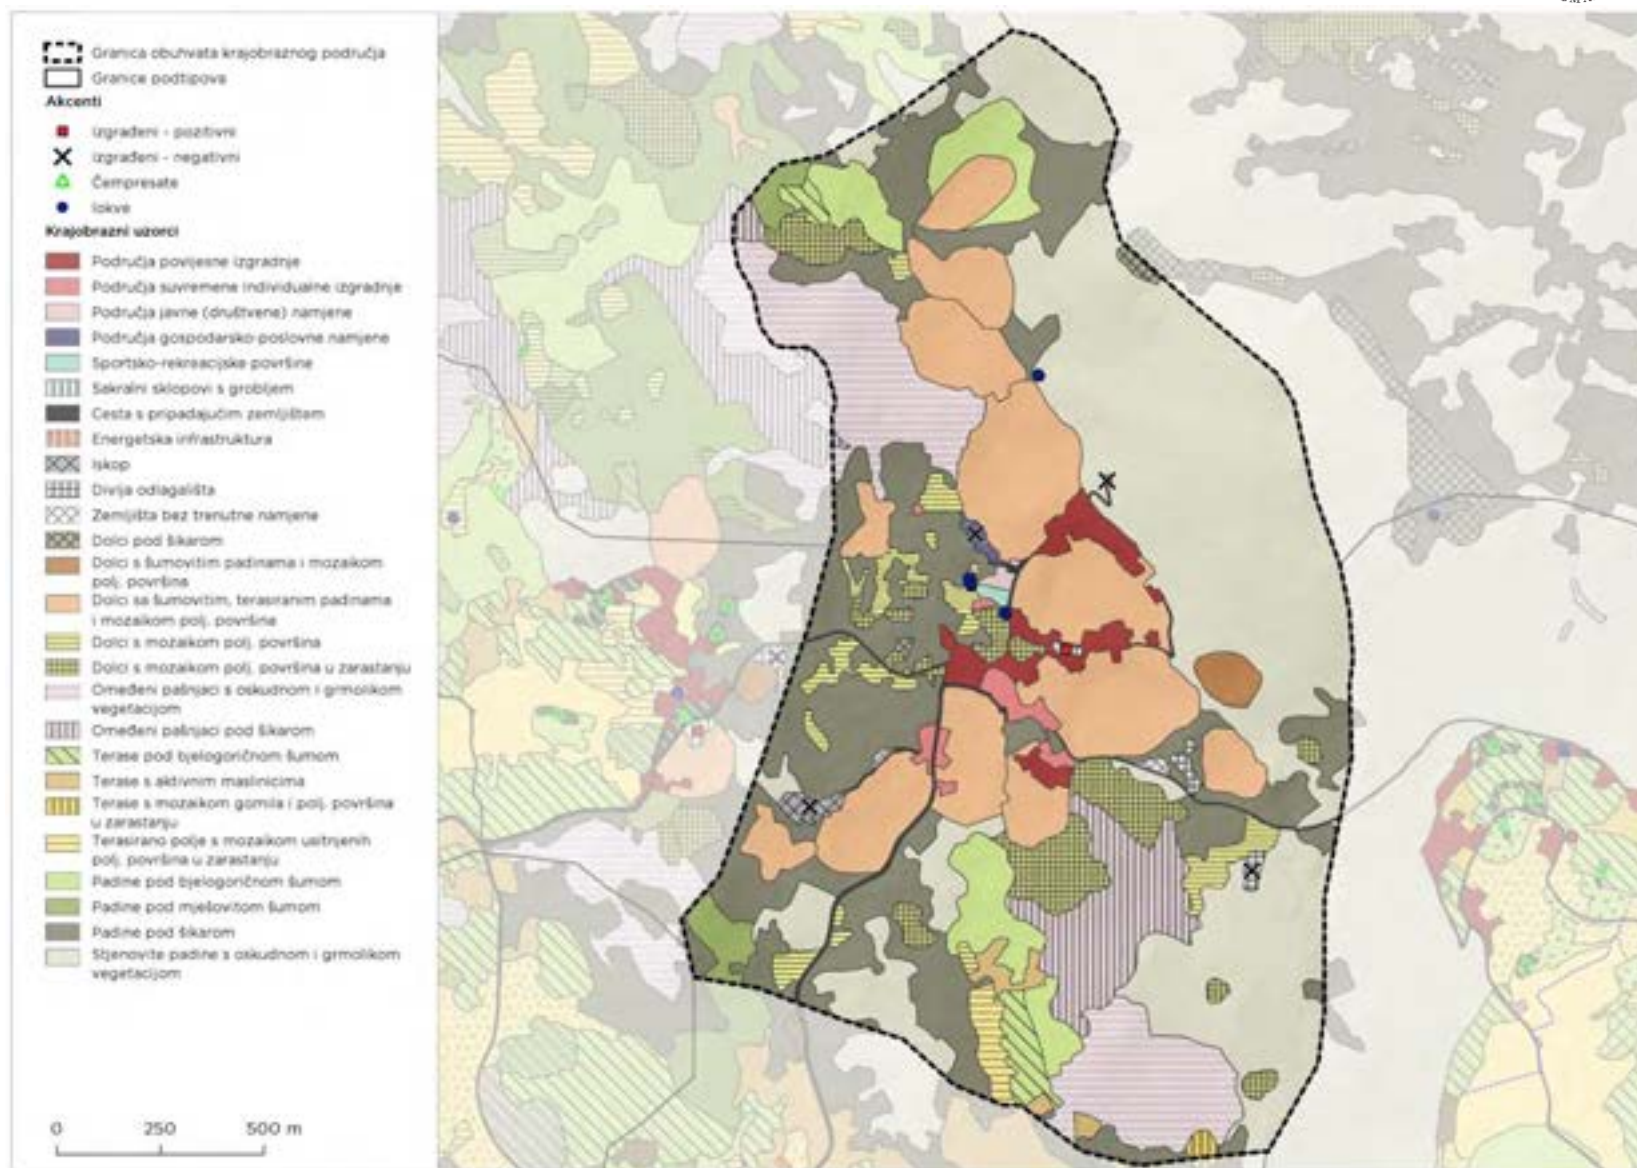 Granica obuhvata krajobraznog područja
Granice podtipova
Akcenti
izgrađeni - pozitivni
izgrađeni - negativni
Čempresate
lokve
Krajobrazni uzorci
Područja povijesne izgradnje
Područja suvremene individualne izgradnje
Područja javne (društvene) namjene
Područja gospodarsko-poslovne namjene
Sportsko-rekreacijske površine
Sakralni sklopovi s grobljem
Cesta s pripadajućim zemljištem
Energetska infrastruktura
Iskop
Divlja odlagališta
Zemljišta bez trenutne namjene
Dolci pod šikarom
Dolci s šumovitim padinama i mozaikom
polj. površina
Dolci sa šumovitim, terasiranim padinama
i mozaikom polj. površina
Dolci s mozaikom polj. površina
Dolci s mozaikom polj. površina u zarastanju
Omeđeni pašnjaci s oskudnom i grmolikom
vegetacijom
Omeđeni pašnjaci pod šikarom
Terase pod bjelogoričnom šumom
Terase s aktivnim maslinicima
Terase s mozaikom gomila i polj. površina
u zarastanju
Terasirano polje s mozaikom usitnjenih
polj. površina u zarastanju
Padine pod bjelogoričnom šumom
Padine pod mješovitom šumom
Padine pod šikarom
Stjenovite padine s oskudnom i grmolikom
vegetacijom
0 250 500 m